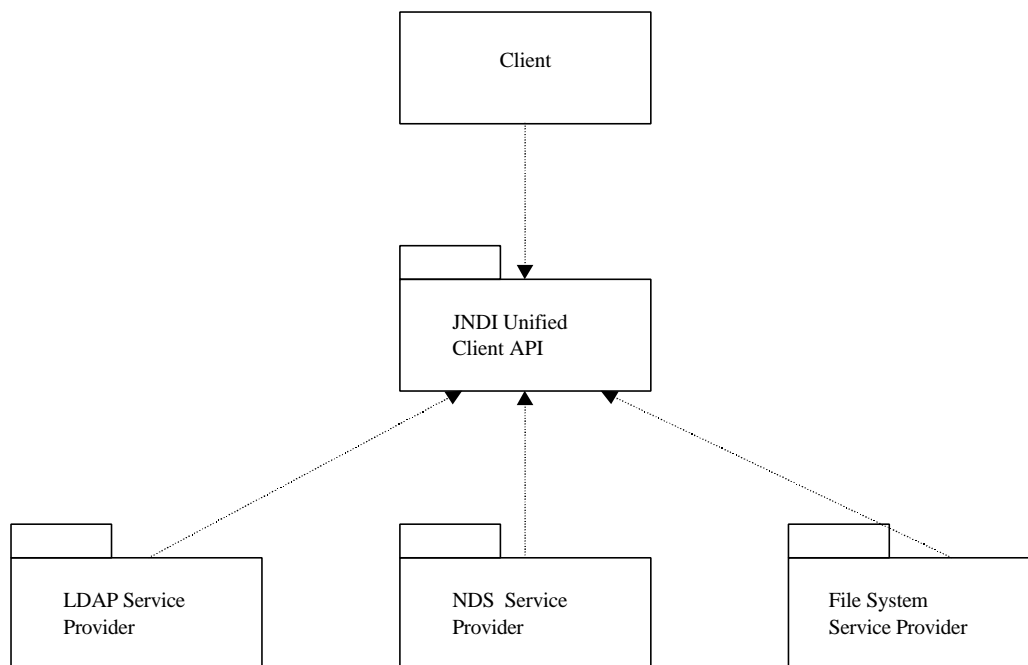 Client
JNDI Unified
Client API
LDAP Service
Provider
NDS  Service
Provider
File System
Service Provider